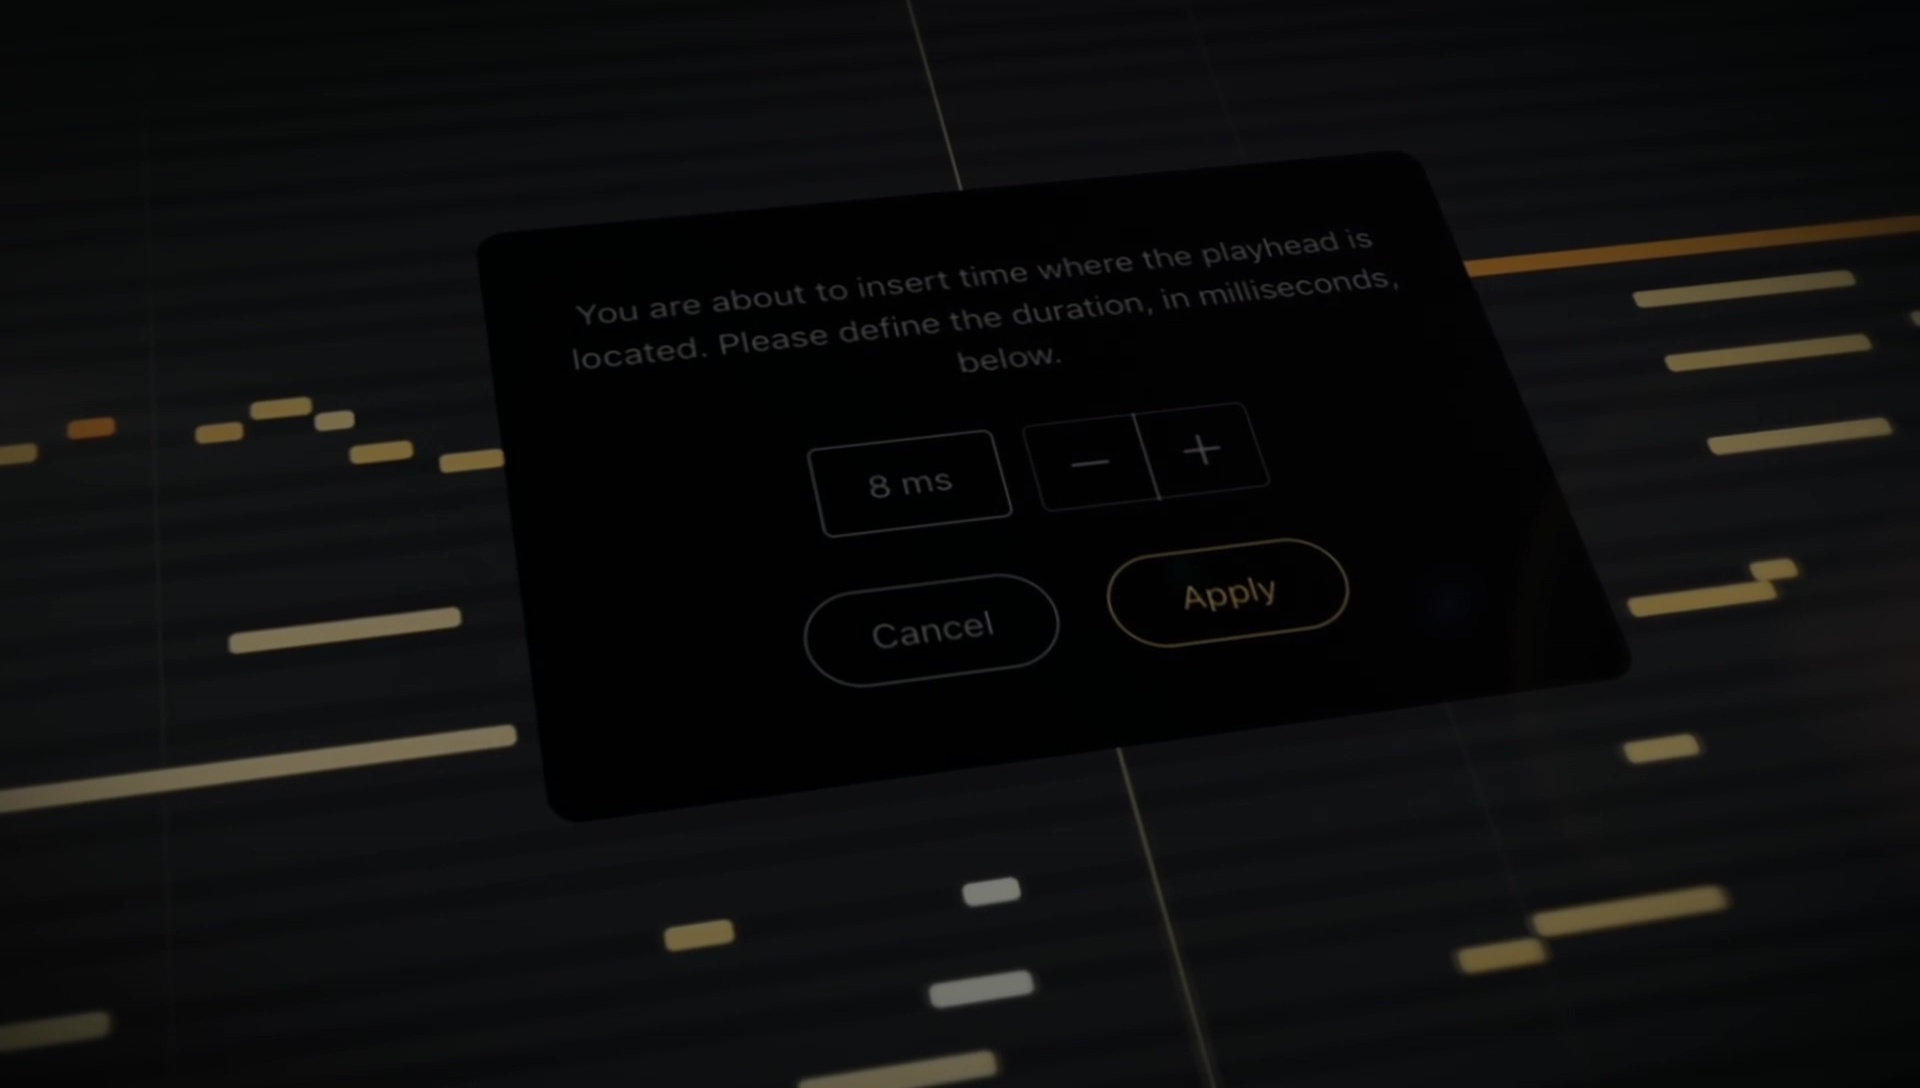 You are about to insert time where the playhead is
located. Please define the duration, in milliseconds,
below.
8 ms
Cancel
Apply